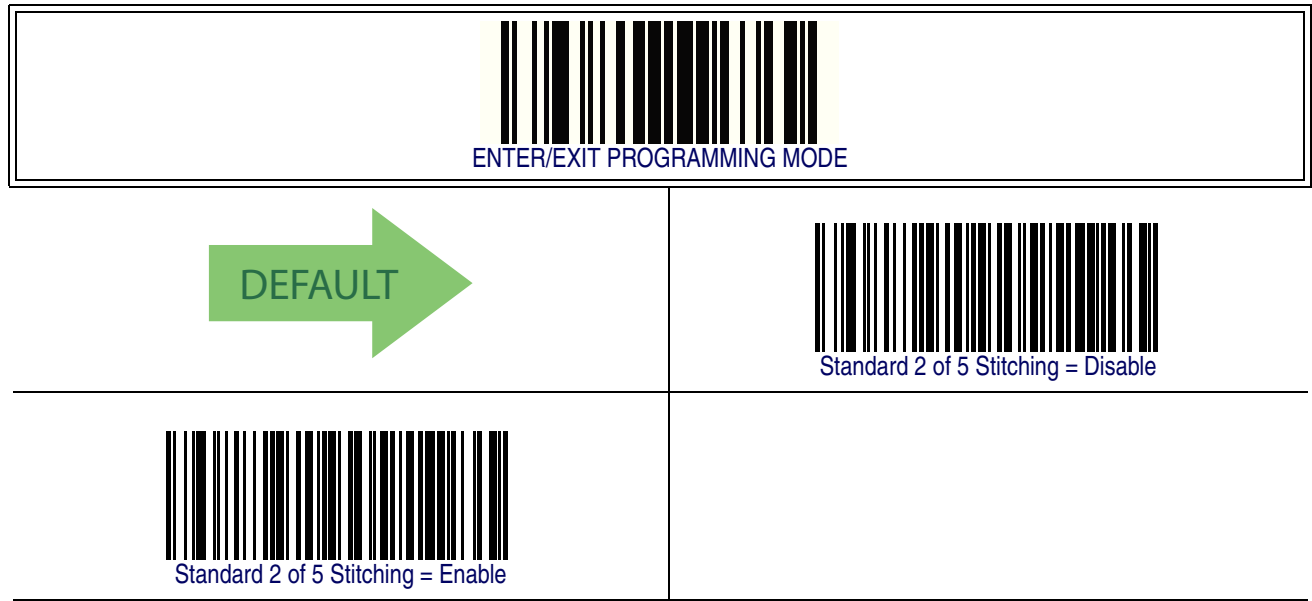 ENTER/EXIT PROGRAMMING MODE
DEFAULT
Standard 2 of 5 Stitching = Disable
Standard 2 of 5 Stitching = Enable